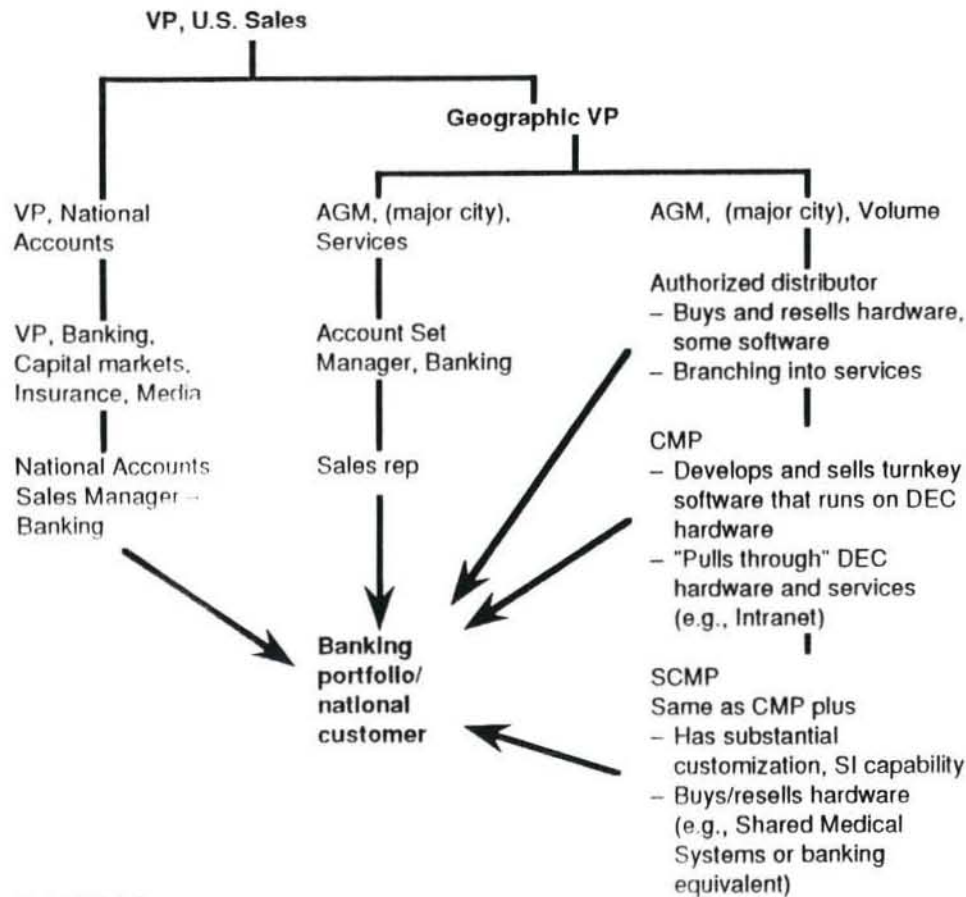 VP, U.S. Sales
Geographic VP
VP, National
Accounts
VP, Banking,
Capital markets,
Insurance, Media
National Accounts
Sales Manager –
Banking
AGM, (major city),
Services
Account Set
Manager, Banking
Sales rep
AGM, (major city), Volume
Authorized distributor
– Buys and resells hardware,
some software
– Branching into services
CMP
– Develops and sells turnkey
software that runs on DEC
hardware
– "Pulls through" DEC
hardware and services
(e.g., Intranet)
SCMP
Same as CMP plus
– Has substantial
customization, SI capability
– Buys/resells hardware
(e.g., Shared Medical
Systems or banking
equivalent)
Banking
portfolio/
national
customer